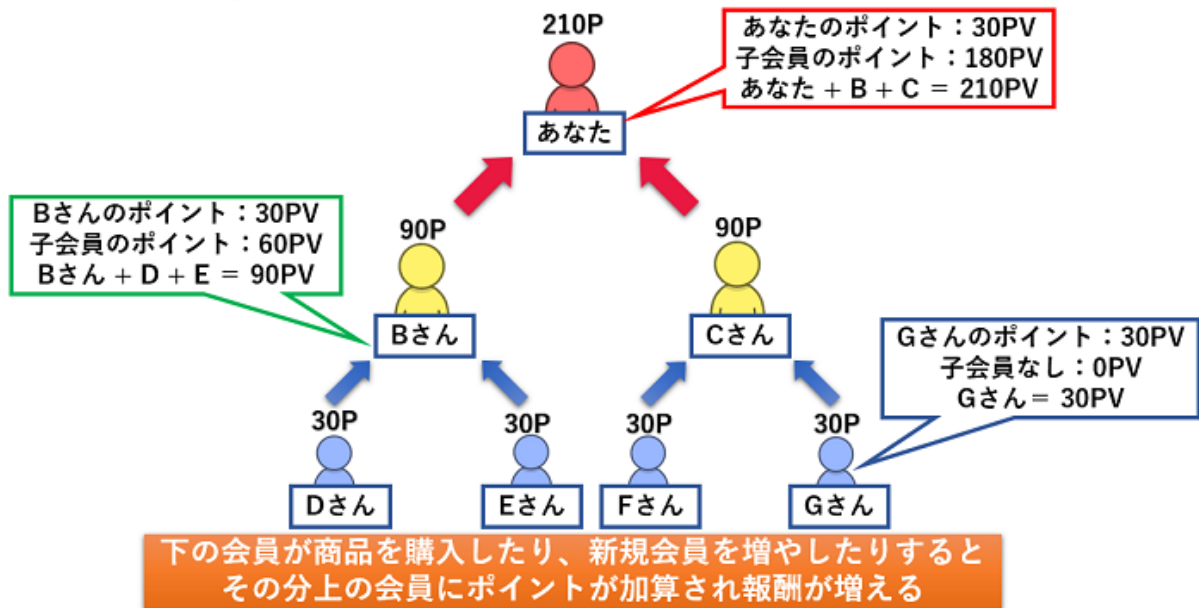 210P
あなたのポイント：30PV
子会員のポイント：180PV
あなた + B + C = 210PV
あなた
Bさんのポイント：30PV
子会員のポイント：60PV
Bさん + D + E = 90PV
90P
90P
Bさん
Cさん
Gさんのポイント：30PV
子会員なし：0PV
Gさん = 30PV
30P
30P
30P
30P
Dさん
Eさん
Fさん
Gさん
下の会員が商品を購入したり、新規会員を増やしたりすると
その分上の会員にポイントが加算され報酬が増える